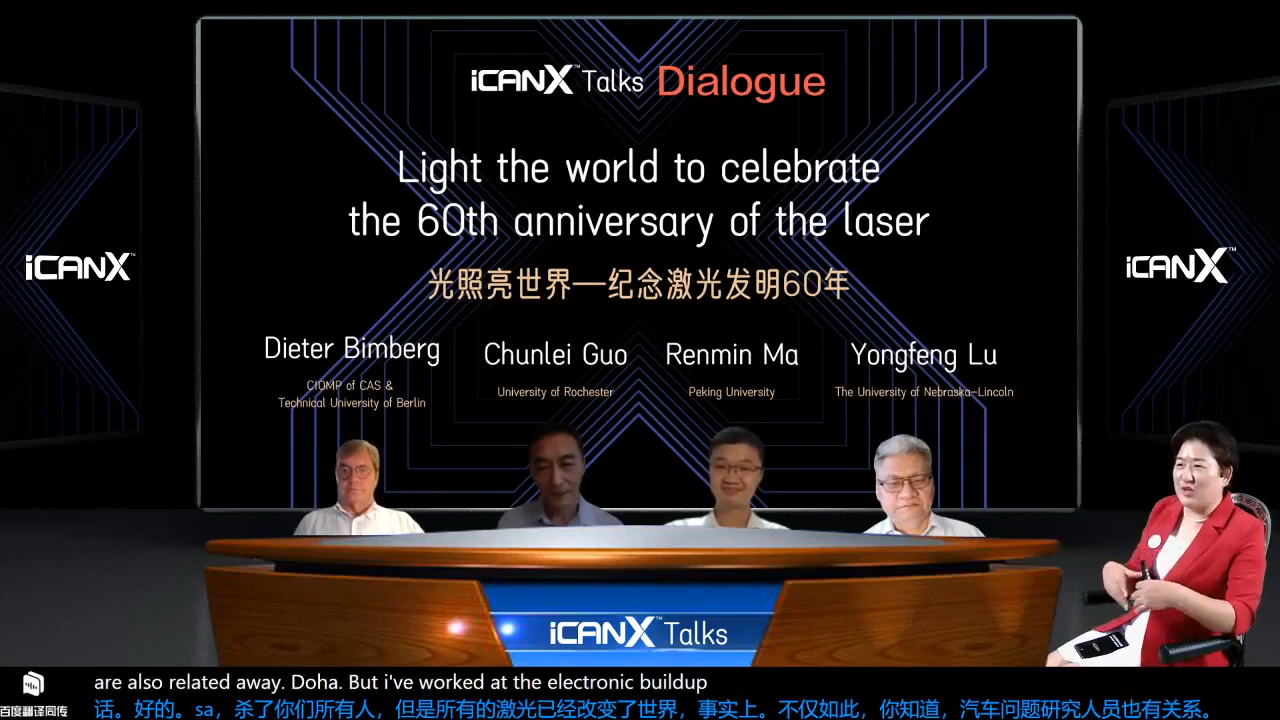 iCANX™ Talks Dialogue
Light the world to celebrate
the 60th anniversary of the laser
光照亮世界—纪念激光发明60年
iCANX™
iCANX™
Dieter Bimberg
CIOMP of CAS &
Technical University of Berlin
Chunlei Guo
University of Rochester
Renmin Ma
Peking University
Yongfeng Lu
The University of Nebraska-Lincoln
iCANX™ Talks
are also related away. Doha. But i've worked at the electronic buildup
百度翻译同传
话。好的。sa，杀了你们所有人，但是所有的激光已经改变了世界，事实上。不仅如此，你知道，汽车问题研究人员也有关系。